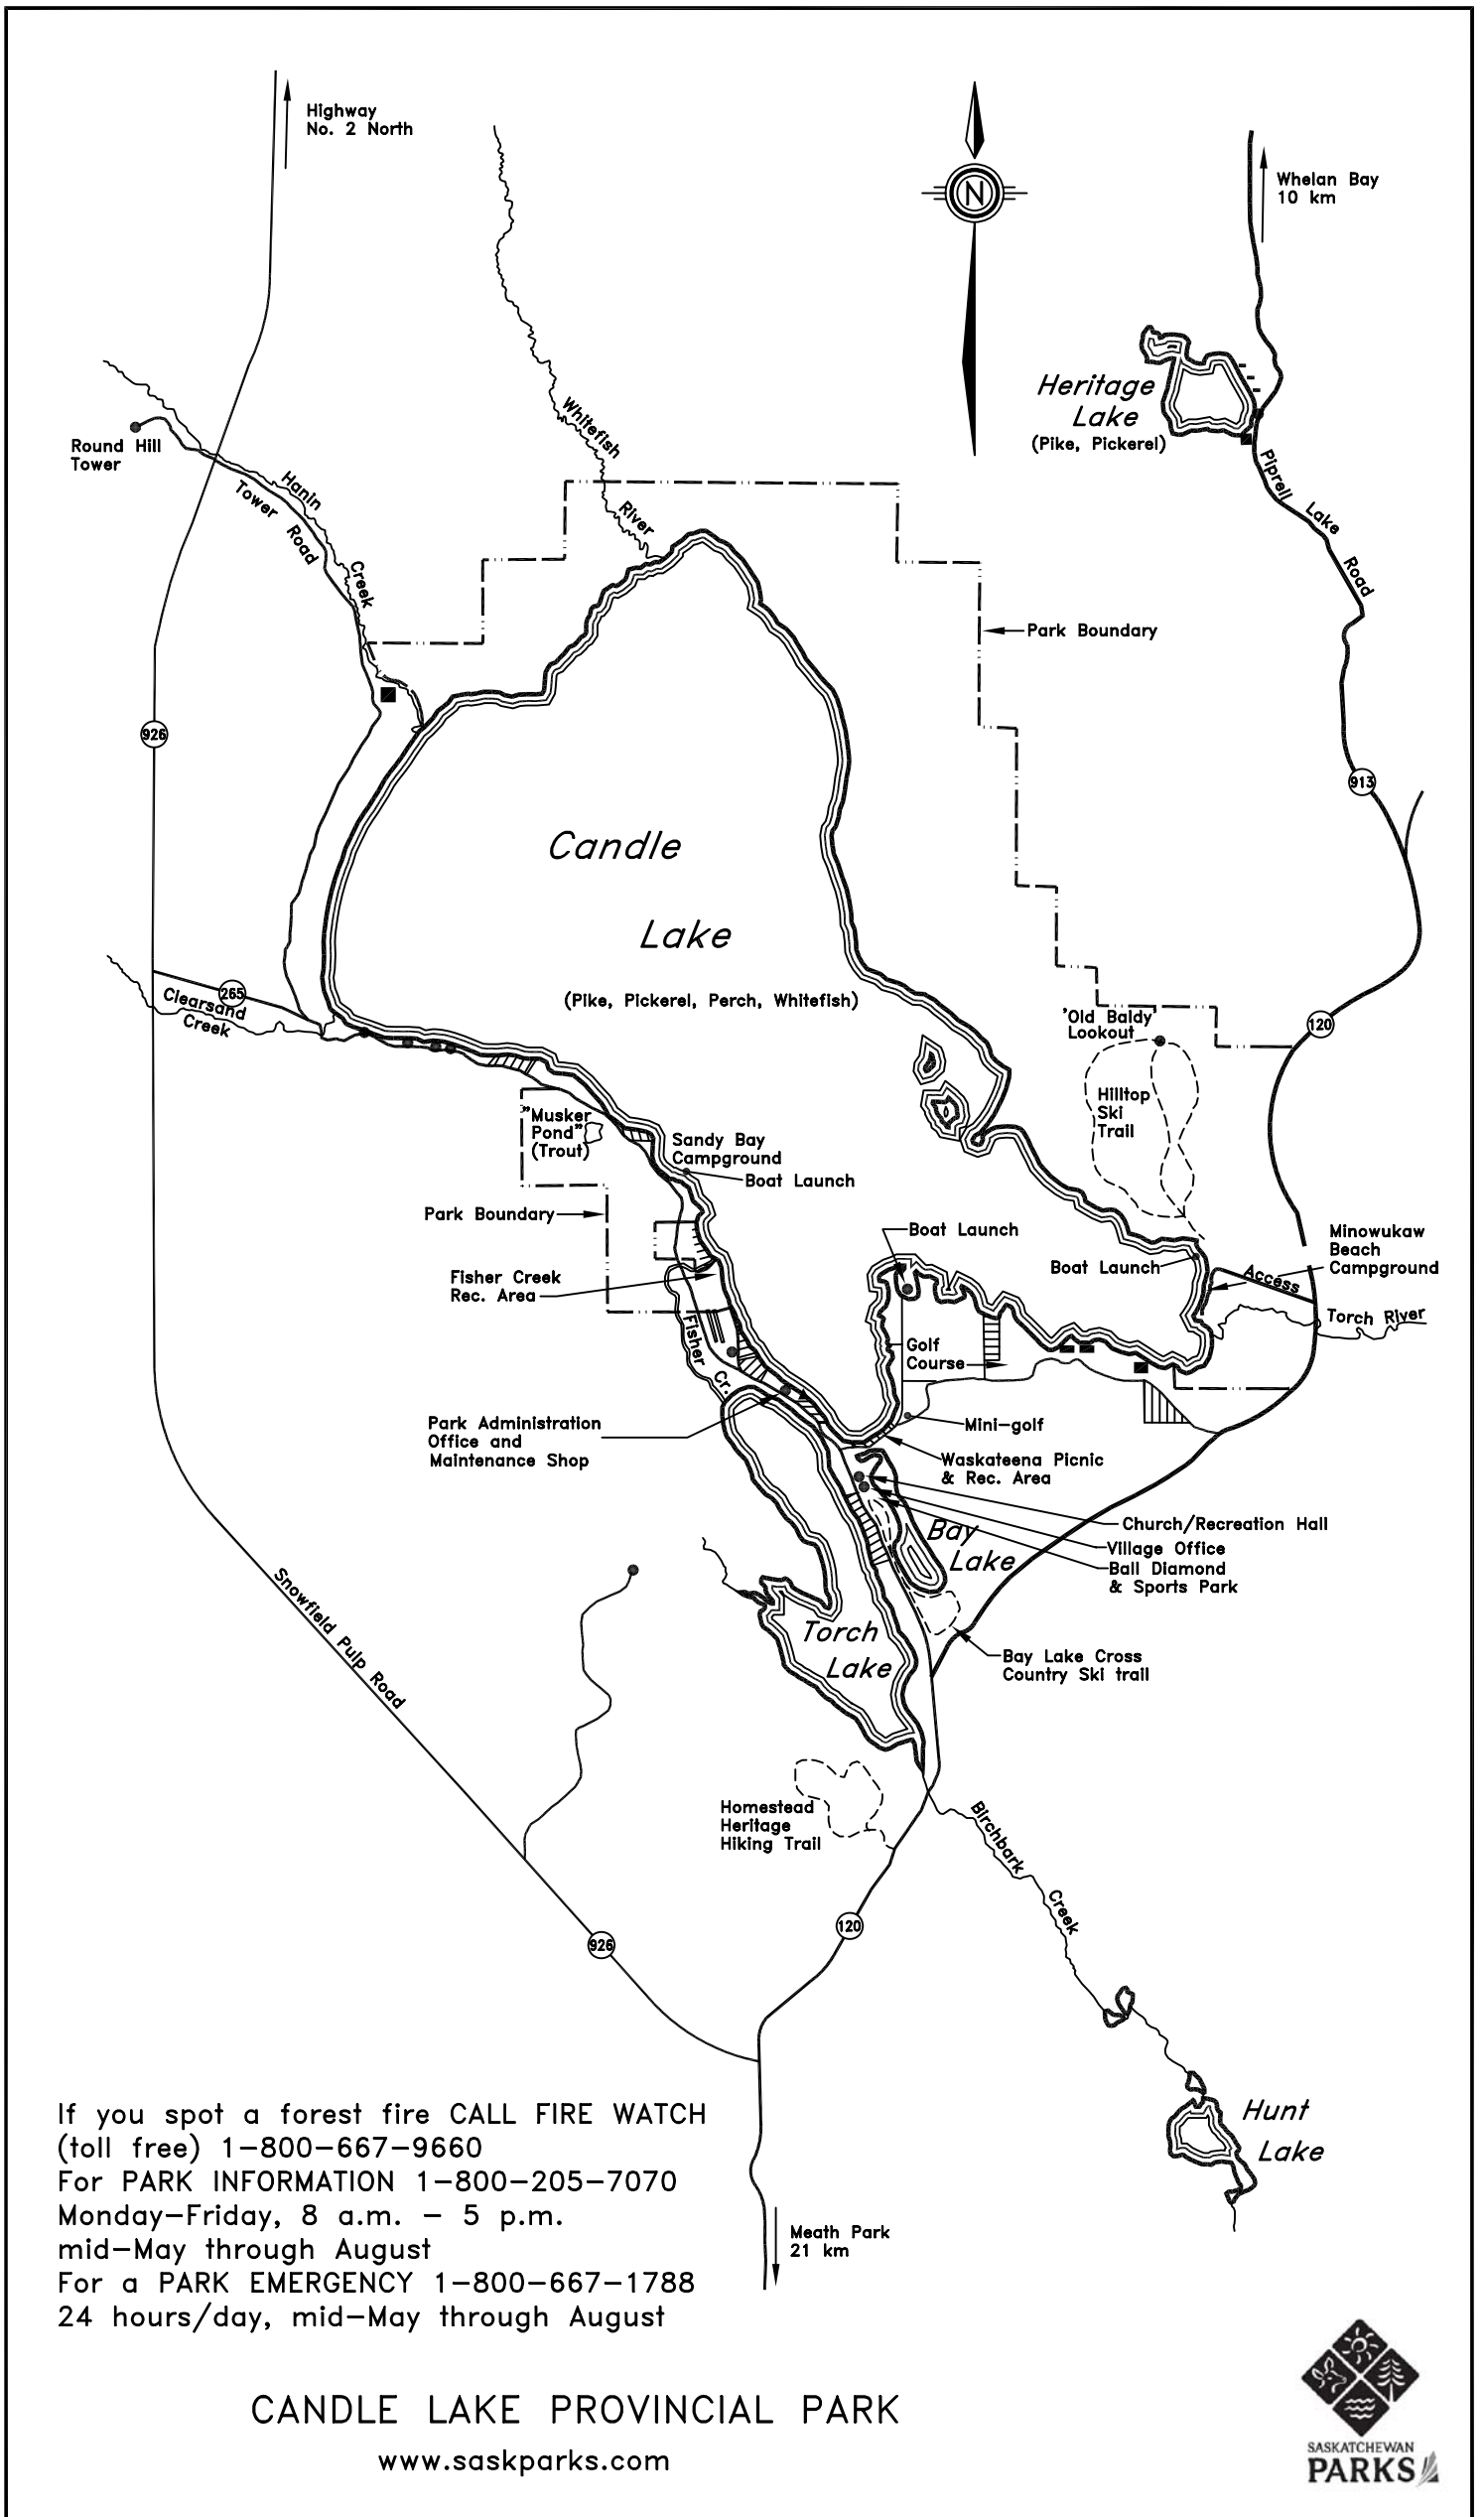 Highway
No. 2 North
N
Whelan Bay
10 km
Heritage
Lake
(Pike, Pickerel)
Round Hill
Tower
Whitefish
River
Hanin
Creek
Tower Road
Piprell Lake Road
Park Boundary
926
913
Candle
Lake
(Pike, Pickerel, Perch, Whitefish)
265
Clearsand
Creek
'Old Baldy'
Lookout
120
Hilltop
Ski
Trail
"Musker
Pond"
(Trout)
Sandy Bay
Campground
Boat Launch
Park Boundary
Boat Launch
Minowukaw
Beach
Campground
Boat Launch
Access
Torch River
Fisher Creek
Rec. Area
Fisher Cr.
Golf
Course
Park Administration
Office and
Maintenance Shop
Mini-golf
Waskateena Picnic
& Rec. Area
Church/Recreation Hall
Village Office
Ball Diamond
& Sports Park
Bay
Lake
Torch
Lake
Bay Lake Cross
Country Ski trail
Snowfield Pulp Road
Homestead
Heritage
Hiking Trail
Birchbark
Creek
120
926
Hunt
Lake
Meath Park
21 km
If you spot a forest fire CALL FIRE WATCH
(toll free) 1-800-667-9660
For PARK INFORMATION 1-800-205-7070
Monday-Friday, 8 a.m. - 5 p.m.
mid-May through August
For a PARK EMERGENCY 1-800-667-1788
24 hours/day, mid-May through August
CANDLE LAKE PROVINCIAL PARK
www.saskparks.com
SASKATCHEWAN
PARKS